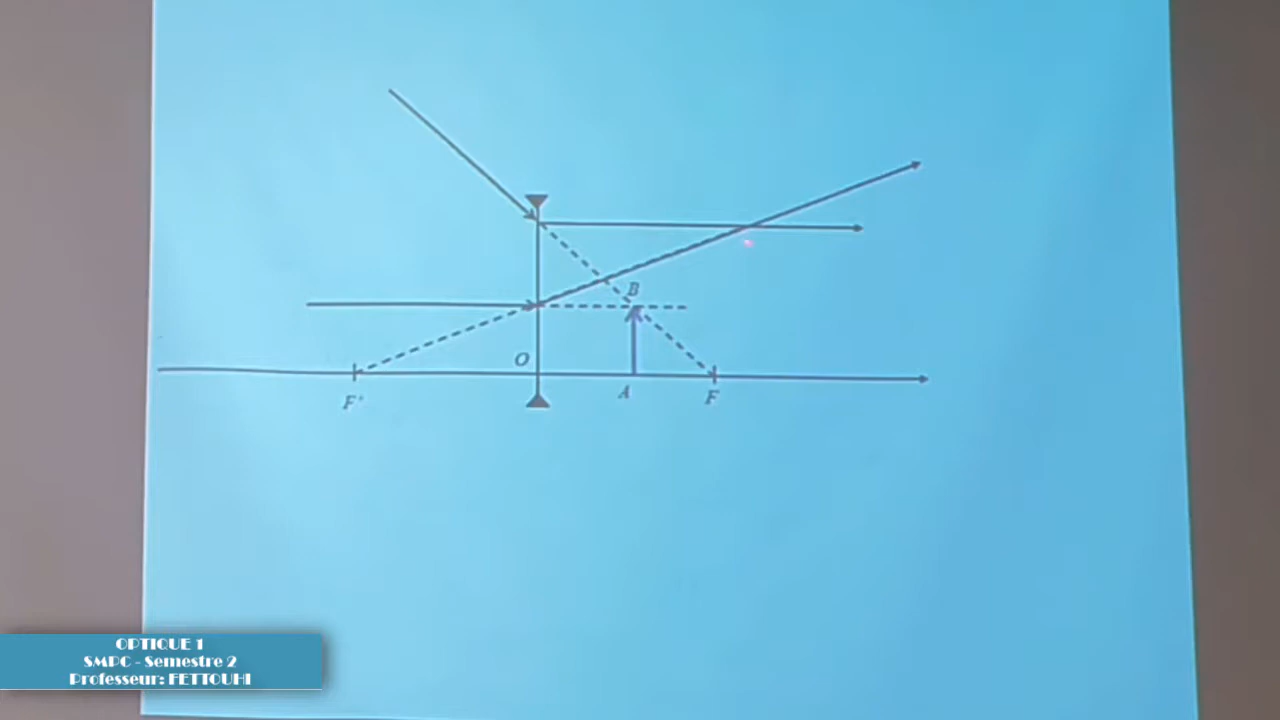 B
O
A
F'
F
OPTIQUE 1
SMPC - Semestre 2
Professeur: FETTOUHI